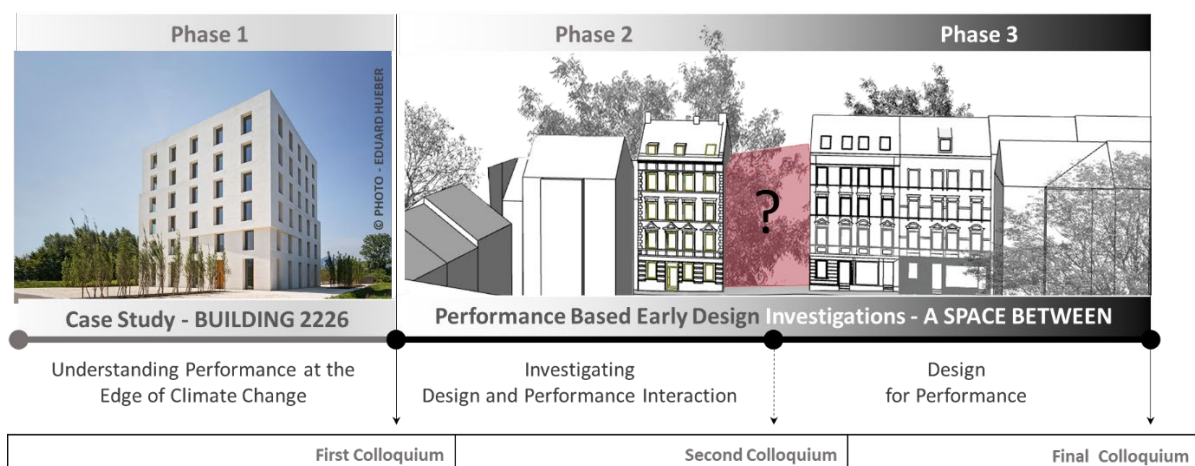 Phase 1
Phase 2
Phase 3
© PHOTO - EDUARD HUEBER
?
Case Study - BUILDING 2226
Performance Based Early Design Investigations - A SPACE BETWEEN
Understanding Performance at the
Edge of Climate Change
Investigating
Design and Performance Interaction
Design
for Performance
First Colloquium
Second Colloquium
Final Colloquium